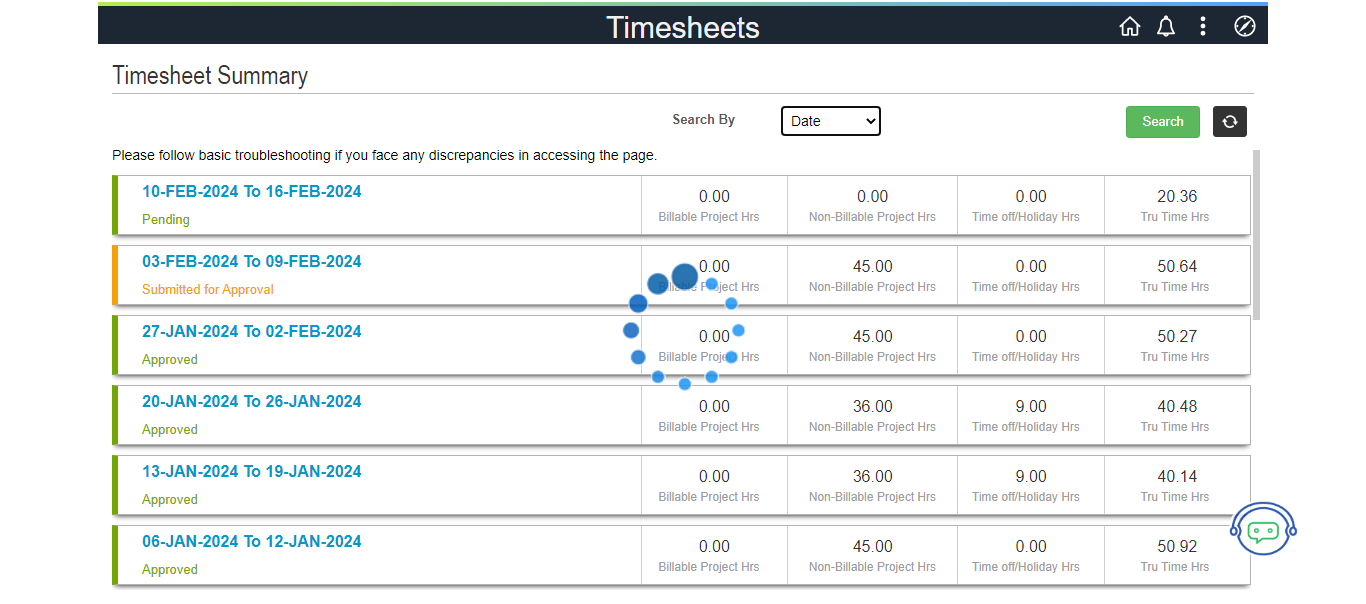 Timesheets
Timesheet Summary
Search By Date Search
Please follow basic troubleshooting if you face any discrepancies in accessing the page.
10-FEB-2024 To 16-FEB-2024 0.00 0.00 0.00 20.36
Pending Billable Project Hrs Non-Billable Project Hrs Time off/Holiday Hrs Tru Time Hrs
03-FEB-2024 To 09-FEB-2024 0.00 45.00 0.00 50.64
Submitted for Approval Billable Project Hrs Non-Billable Project Hrs Time off/Holiday Hrs Tru Time Hrs
27-JAN-2024 To 02-FEB-2024 0.00 45.00 0.00 50.27
Approved Billable Project Hrs Non-Billable Project Hrs Time off/Holiday Hrs Tru Time Hrs
20-JAN-2024 To 26-JAN-2024 0.00 36.00 9.00 40.48
Approved Billable Project Hrs Non-Billable Project Hrs Time off/Holiday Hrs Tru Time Hrs
13-JAN-2024 To 19-JAN-2024 0.00 36.00 9.00 40.14
Approved Billable Project Hrs Non-Billable Project Hrs Time off/Holiday Hrs Tru Time Hrs
06-JAN-2024 To 12-JAN-2024 0.00 45.00 0.00 50.92
Approved Billable Project Hrs Non-Billable Project Hrs Time off/Holiday Hrs Tru Time Hrs